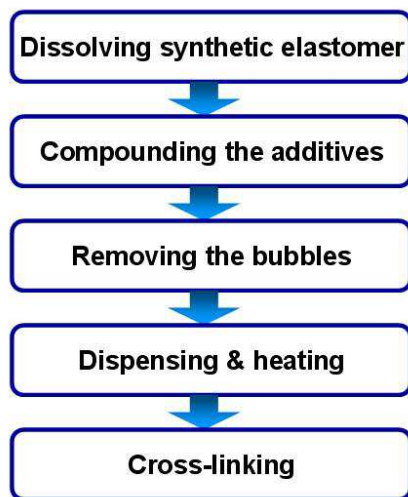 Dissolving synthetic elastomer
Compounding the additives
Removing the bubbles
Dispensing & heating
Cross-linking